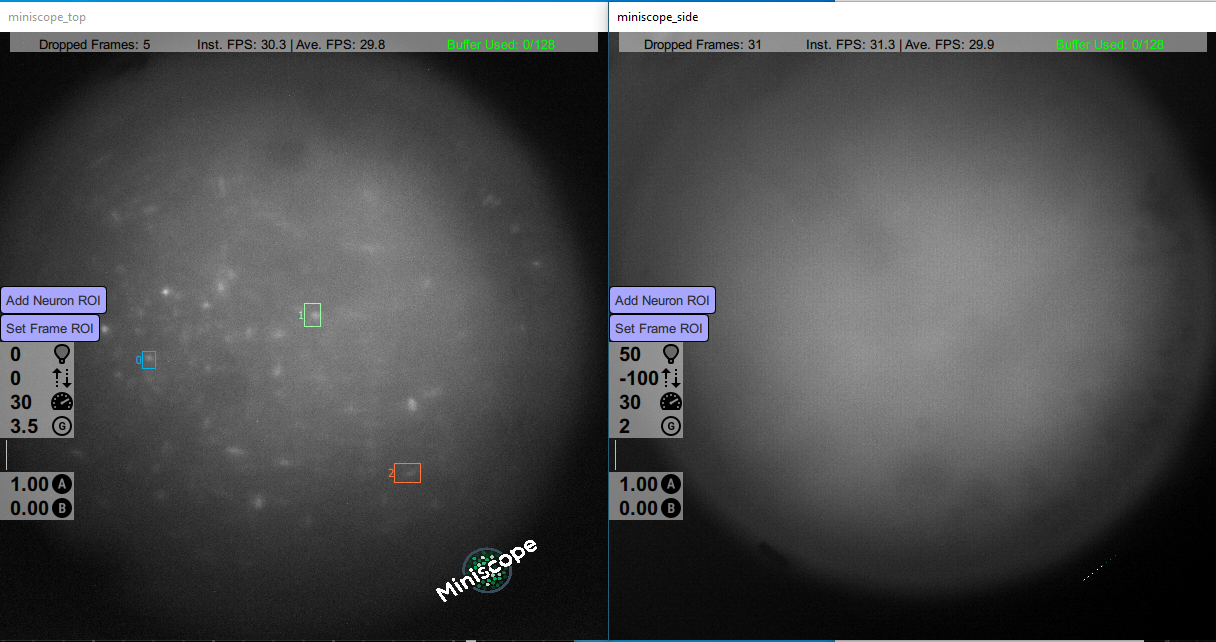 miniscope_top
Dropped Frames: 5 Inst. FPS: 30.3 | Ave. FPS: 29.8 Buffer Used: 0/128
Add Neuron ROI
Set Frame ROI
0
0
30
3.5 G
1.00 A
0.00 B
1
0
2
Miniscope
miniscope_side
Dropped Frames: 31 Inst. FPS: 31.3 | Ave. FPS: 29.9 Buffer Used: 0/128
Add Neuron ROI
Set Frame ROI
50
-100
30
2 G
1.00 A
0.00 B